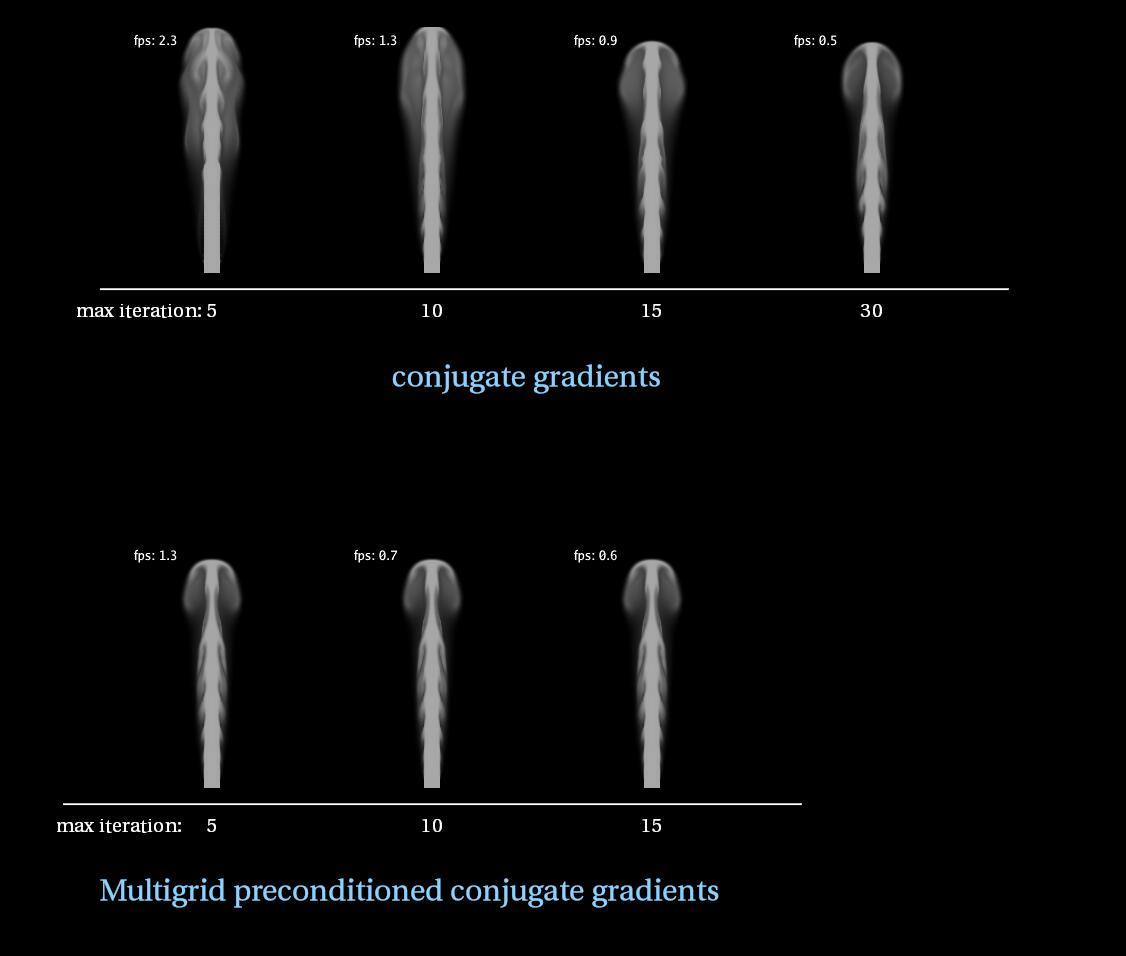 fps: 2.3 fps: 1.3 fps: 0.9 fps: 0.5
max iteration: 5 10 15 30
conjugate gradients
fps: 1.3 fps: 0.7 fps: 0.6
max iteration: 5 10 15
Multigrid preconditioned conjugate gradients